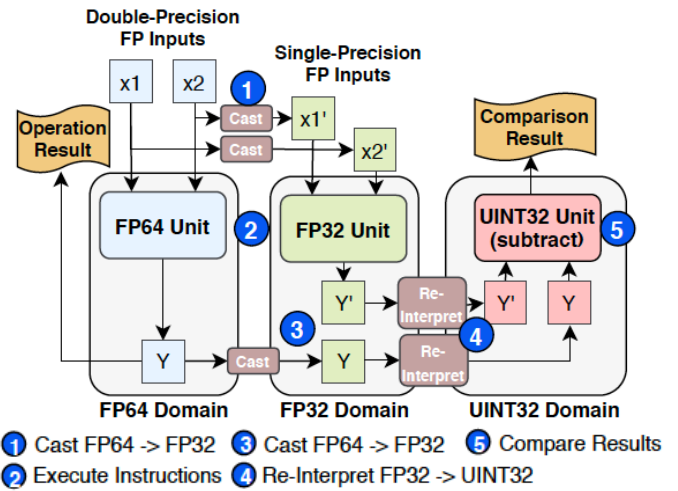 Double-Precision
FP Inputs
Single-Precision
FP Inputs
x1
x2
1
Cast
x1'
Cast
x2'
Operation
Result
Comparison
Result
FP64 Unit
2
FP32 Unit
UINT32 Unit
(subtract)
5
Y'
Re-
Interpret
Y'
Y
3
4
Y
Cast
Y
Re-
Interpret
FP64 Domain
FP32 Domain
UINT32 Domain
1 Cast FP64 -> FP32
3 Cast FP64 -> FP32
5 Compare Results
2 Execute Instructions
4 Re-Interpret FP32 -> UINT32